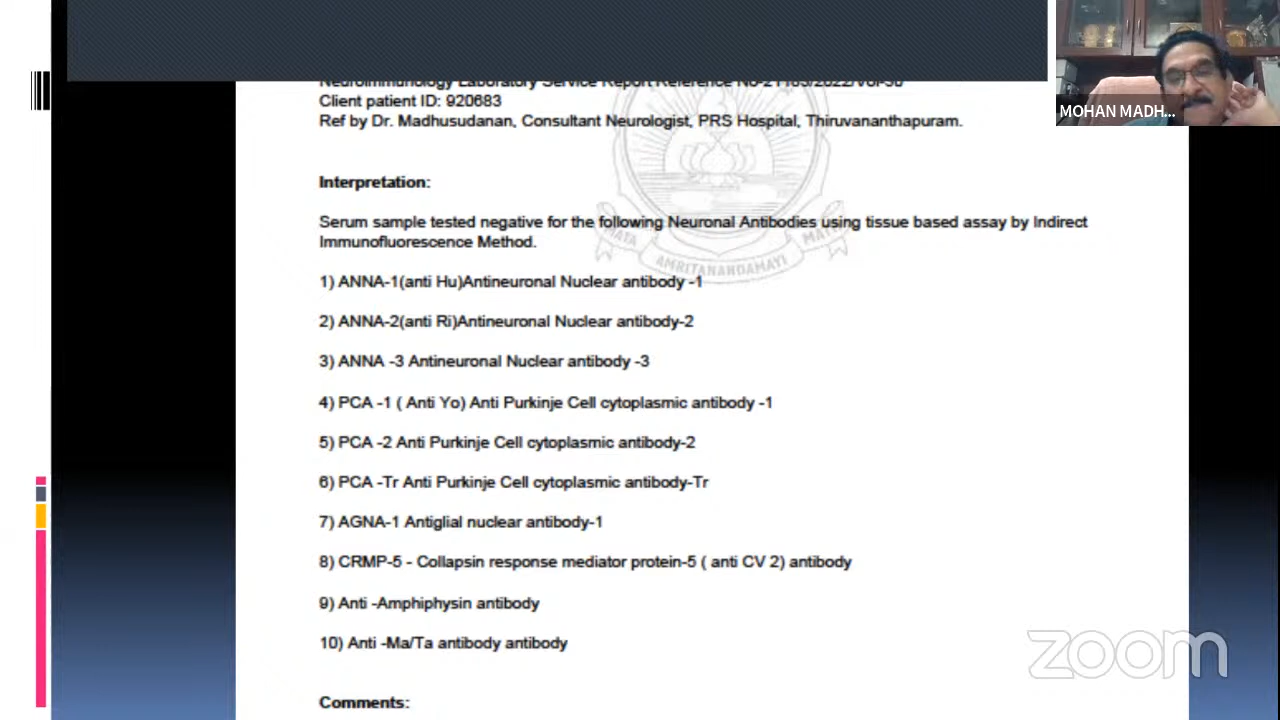 MOHAN MADH...
Client patient ID: 920683
Ref by Dr. Madhusudanan, Consultant Neurologist, PRS Hospital, Thiruvananthapuram.
Interpretation:
Serum sample tested negative for the following Neuronal Antibodies using tissue based assay by Indirect
Immunofluorescence Method.
MATA AMRITANANDAMAYI MATH
1) ANNA-1(anti Hu)Antineuronal Nuclear antibody -1
2) ANNA-2(anti Ri)Antineuronal Nuclear antibody-2
3) ANNA -3 Antineuronal Nuclear antibody -3
4) PCA -1 ( Anti Yo) Anti Purkinje Cell cytoplasmic antibody -1
5) PCA -2 Anti Purkinje Cell cytoplasmic antibody-2
6) PCA -Tr Anti Purkinje Cell cytoplasmic antibody-Tr
7) AGNA-1 Antiglial nuclear antibody-1
8) CRMP-5 - Collapsin response mediator protein-5 ( anti CV 2) antibody
9) Anti -Amphiphysin antibody
10) Anti -Ma/Ta antibody antibody
Comments:
zoom